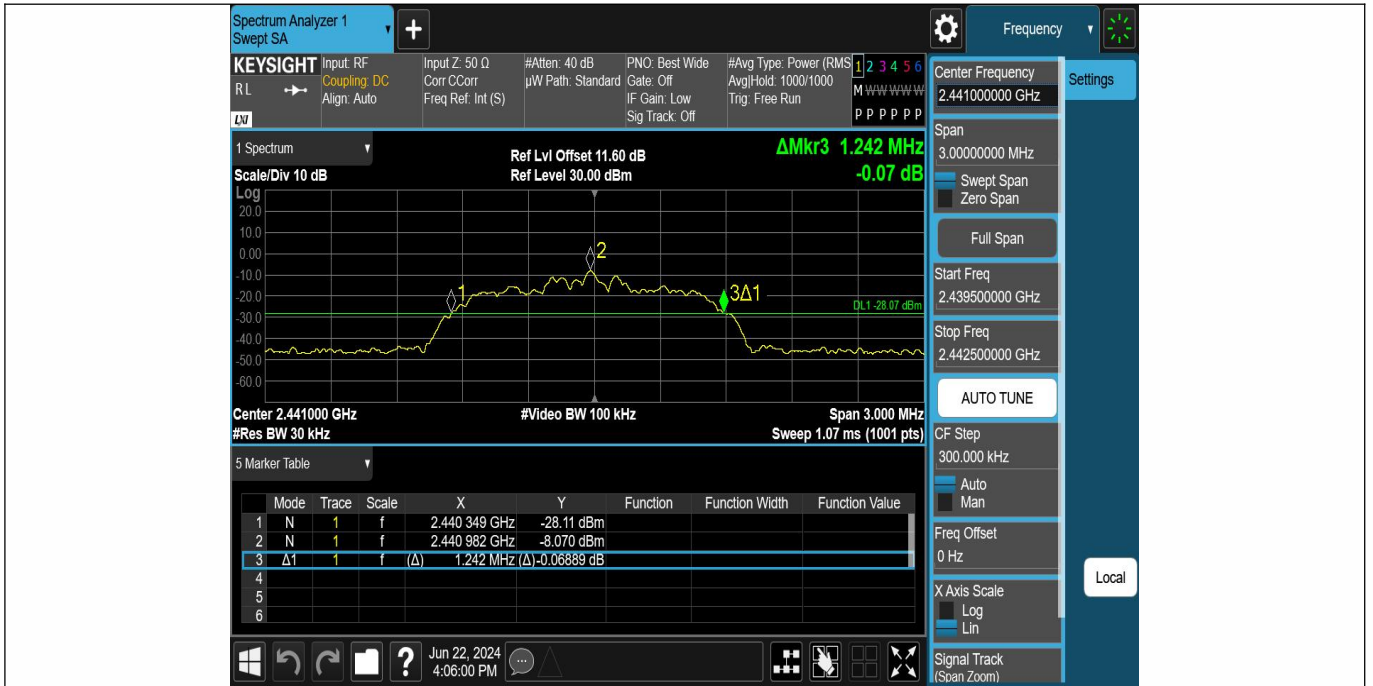 Spectrum Analyzer 1
Swept SA
+
Frequency
KEYSIGHT
RL
LXI
Input: RF
Coupling: DC
Align: Auto
Input Z: 50 Ω
Corr CCorr
Freq Ref: Int (S)
#Atten: 40 dB
µW Path: Standard
PNO: Best Wide
Gate: Off
IF Gain: Low
Sig Track: Off
#Avg Type: Power (RMS
Avg|Hold: 1000/1000
Trig: Free Run
1 2 3 4 5 6
M W W W W W
P P P P P P
1 Spectrum
Scale/Div 10 dB
Ref Lvl Offset 11.60 dB
Ref Level 30.00 dBm
ΔMkr3 1.242 MHz
-0.07 dB
Log
20.0
10.0
0.00
-10.0
-20.0
-30.0
-40.0
-50.0
-60.0
1
2
3Δ1
DL1 -28.07 dBm
Center 2.441000 GHz
#Video BW 100 kHz
Span 3.000 MHz
#Res BW 30 kHz
Sweep 1.07 ms (1001 pts)
5 Marker Table
Mode Trace Scale X Y Function Function Width Function Value
1 N 1 f 2.440 349 GHz -28.11 dBm
2 N 1 f 2.440 982 GHz -8.070 dBm
3 Δ1 1 f (Δ) 1.242 MHz (Δ) -0.06889 dB
4
5
6
?
Jun 22, 2024
4:06:00 PM
Center Frequency
2.441000000 GHz
Span
3.00000000 MHz
Swept Span
Zero Span
Full Span
Start Freq
2.439500000 GHz
Stop Freq
2.442500000 GHz
AUTO TUNE
CF Step
300.000 kHz
Auto
Man
Freq Offset
0 Hz
X Axis Scale
Log
Lin
Signal Track
(Span Zoom)
Settings
Local